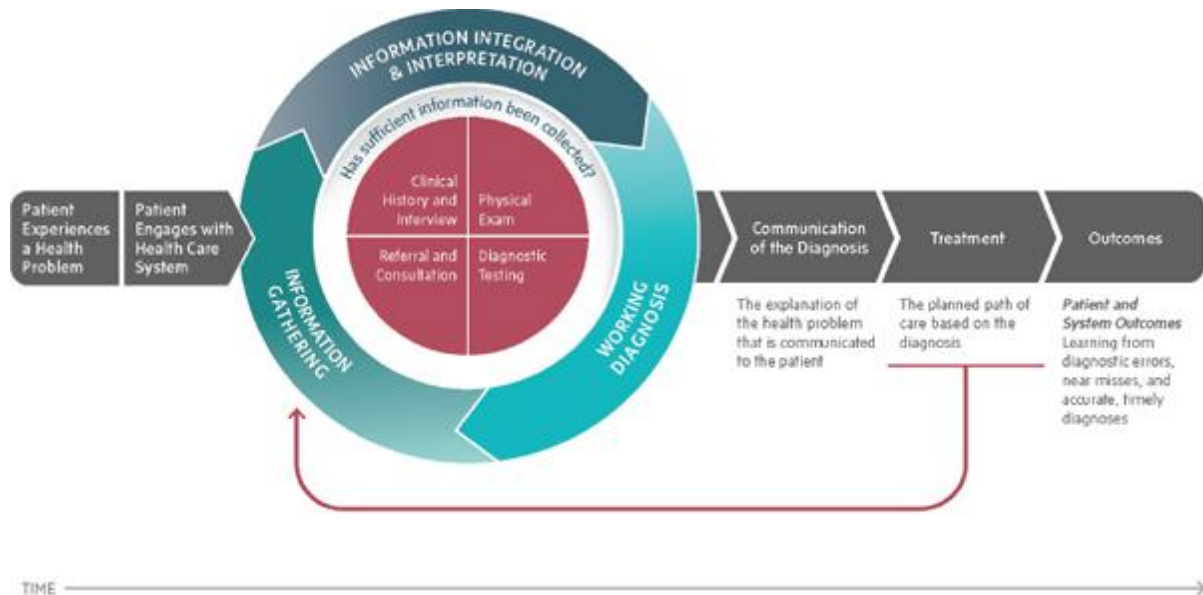 INFORMATION INTEGRATION
& INTERPRETATION
Has sufficient information been collected?
Clinical
History and
Interview
Physical
Exam
Referral and
Consultation
Diagnostic
Testing
INFORMATION
GATHERING
WORKING
DIAGNOSIS
Patient
Experiences
a Health
Problem
Patient
Engages with
Health Care
System
Communication
of the Diagnosis
Treatment
Outcomes
The explanation of
the health problem
that is communicated
to the patient
The planned path of
care based on the
diagnosis
Patient and
System Outcomes
Learning from
diagnostic errors,
near misses, and
accurate, timely
diagnoses
TIME